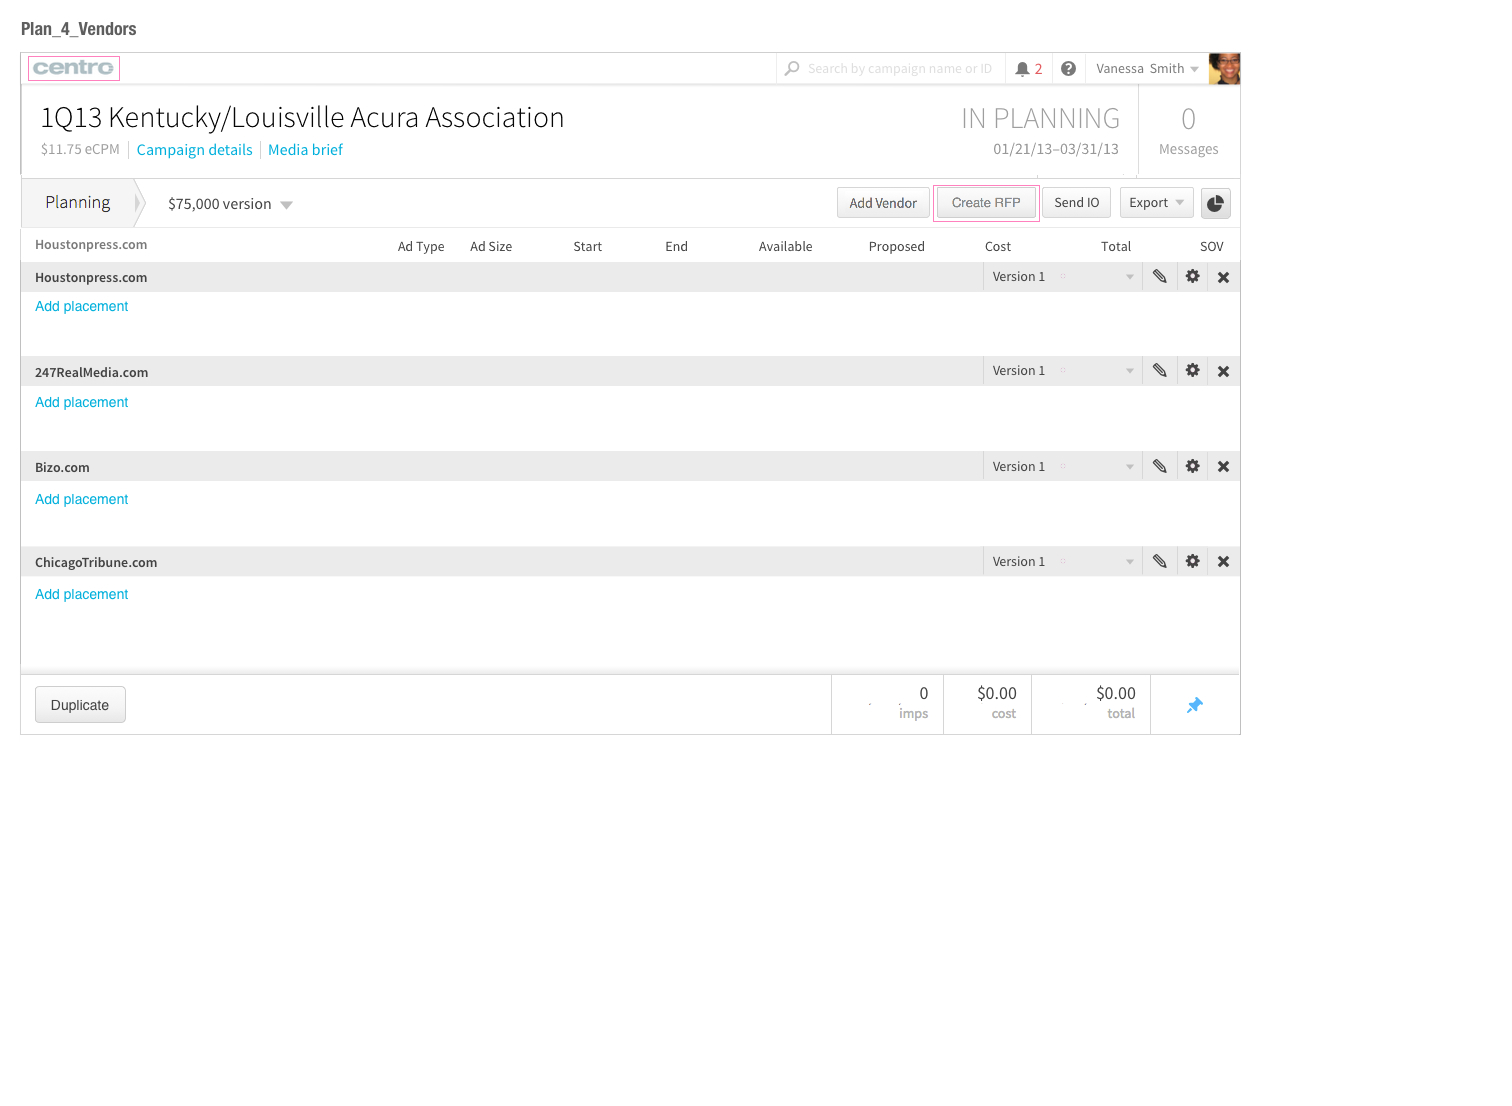 Plan_4_Vendors
centro
Search by campaign name or ID
2
?
Vanessa Smith
1Q13 Kentucky/Louisville Acura Association
IN PLANNING
0
$11.75 eCPM
Campaign details
Media brief
01/21/13–03/31/13
Messages
Planning
$75,000 version
Add Vendor
Create RFP
Send IO
Export
Houstonpress.com
Ad Type
Ad Size
Start
End
Available
Proposed
Cost
Total
SOV
Houstonpress.com
Version 1
Add placement
247RealMedia.com
Version 1
Add placement
Bizo.com
Version 1
Add placement
ChicagoTribune.com
Version 1
Add placement
Duplicate
0
imps
$0.00
cost
$0.00
total